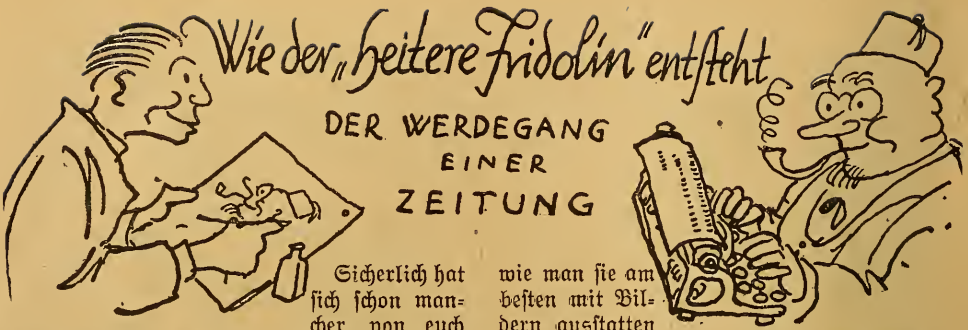 Wie der „heitere Fridolin“ entsteht
DER WERDEGANG
EINER
ZEITUNG
Sicherlich hat
sich schon man=
cher von euch
wie man sie am
besten mit Bil=
dern ausstatten